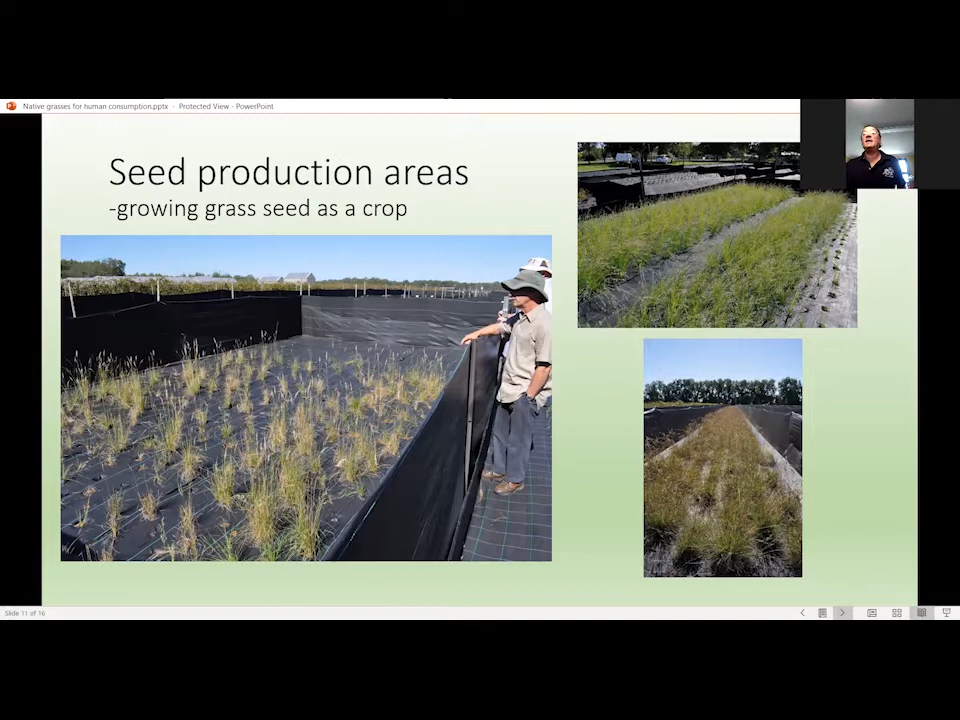 Native grasses for human consumption.pptx - Protected View - PowerPoint
Seed production areas
-growing grass seed as a crop
Slide 11 of 16